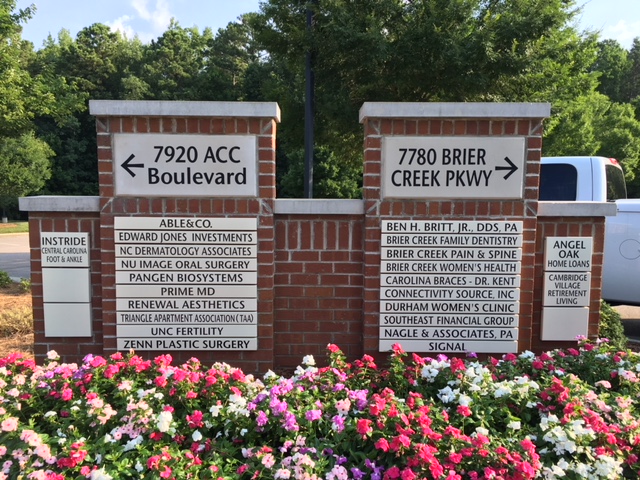 7920 ACC
Boulevard
7780 BRIER
CREEK PKWY
INSTRIDE
CENTRAL CAROLINA
FOOT & ANKLE
ABLE&CO.
EDWARD JONES INVESTMENTS
NC DERMATOLOGY ASSOCIATES
NU IMAGE ORAL SURGERY
PANGEN BIOSYSTEMS
PRIME MD
RENEWAL AESTHETICS
TRIANGLE APARTMENT ASSOCIATION (TAA)
UNC FERTILITY
ZENN PLASTIC SURGERY
BEN H. BRITT, JR., DDS, PA
BRIER CREEK FAMILY DENTISTRY
BRIER CREEK PAIN & SPINE
BRIER CREEK WOMEN'S HEALTH
CAROLINA BRACES - DR. KENT
CONNECTIVITY SOURCE, INC
DURHAM WOMEN'S CLINIC
SOUTHEAST FINANCIAL GROUP
NAGLE & ASSOCIATES, PA
SIGNAL
ANGEL
OAK
HOME LOANS
CAMBRIDGE
VILLAGE
RETIREMENT
LIVING